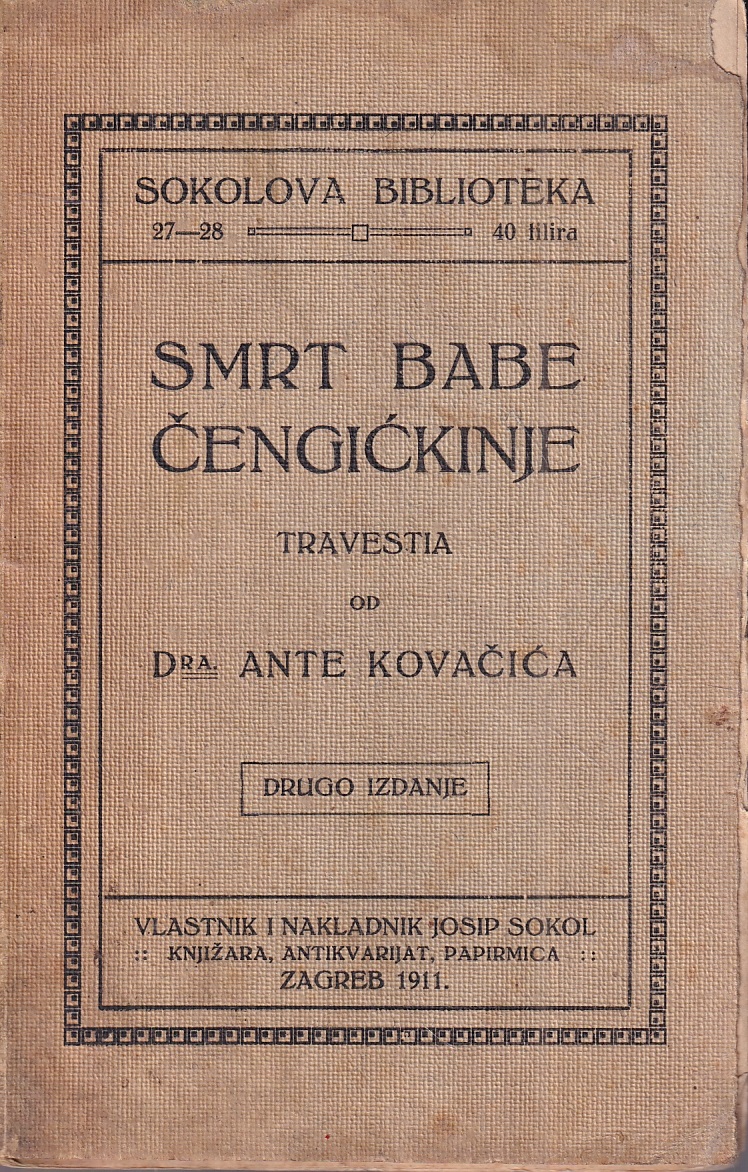 SOKOLOVA BIBLIOTEKA
27—28 40 filira
SMRT BABE
ČENGIĆKINJE
TRAVESTIA
OD
DRA. ANTE KOVAČIĆA
DRUGO IZDANJE
VLASTNIK I NAKLADNIK JOSIP SOKOL
:: KNJIŽARA, ANTIKVARIJAT, PAPIRNICA ::
ZAGREB 1911.